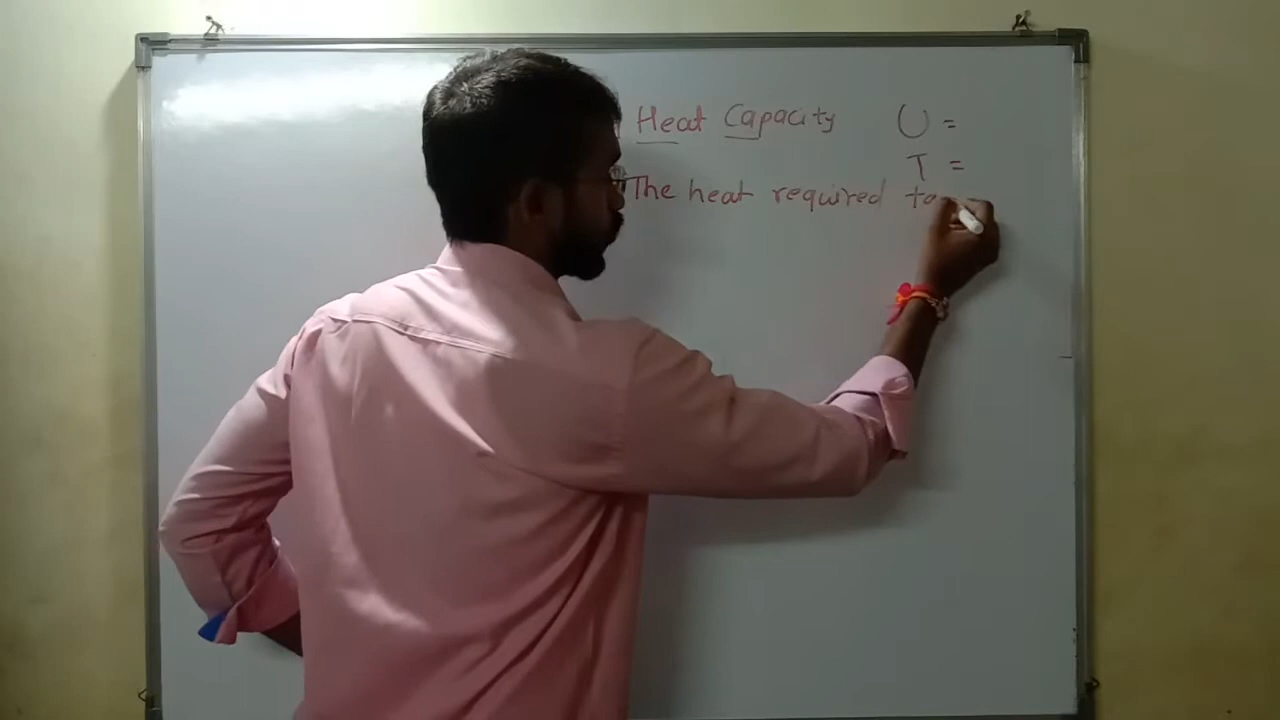 Heat Capacity U =
T =
The heat required to